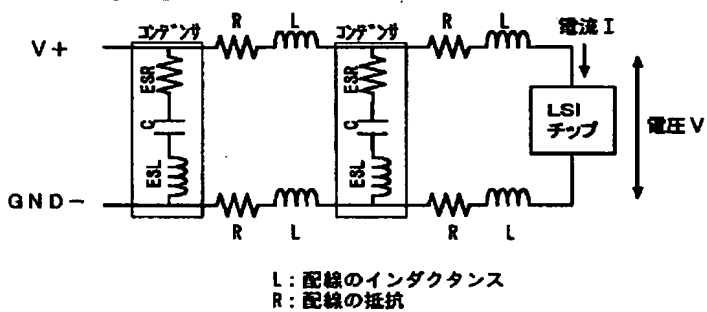 コンデンサ R L コンデンサ R L 電流 I
V+
ESR C ESL
ESR C ESL
LSI
チップ
電圧 V
GND−
R L R L
L:配線のインダクタンス
R:配線の抵抗